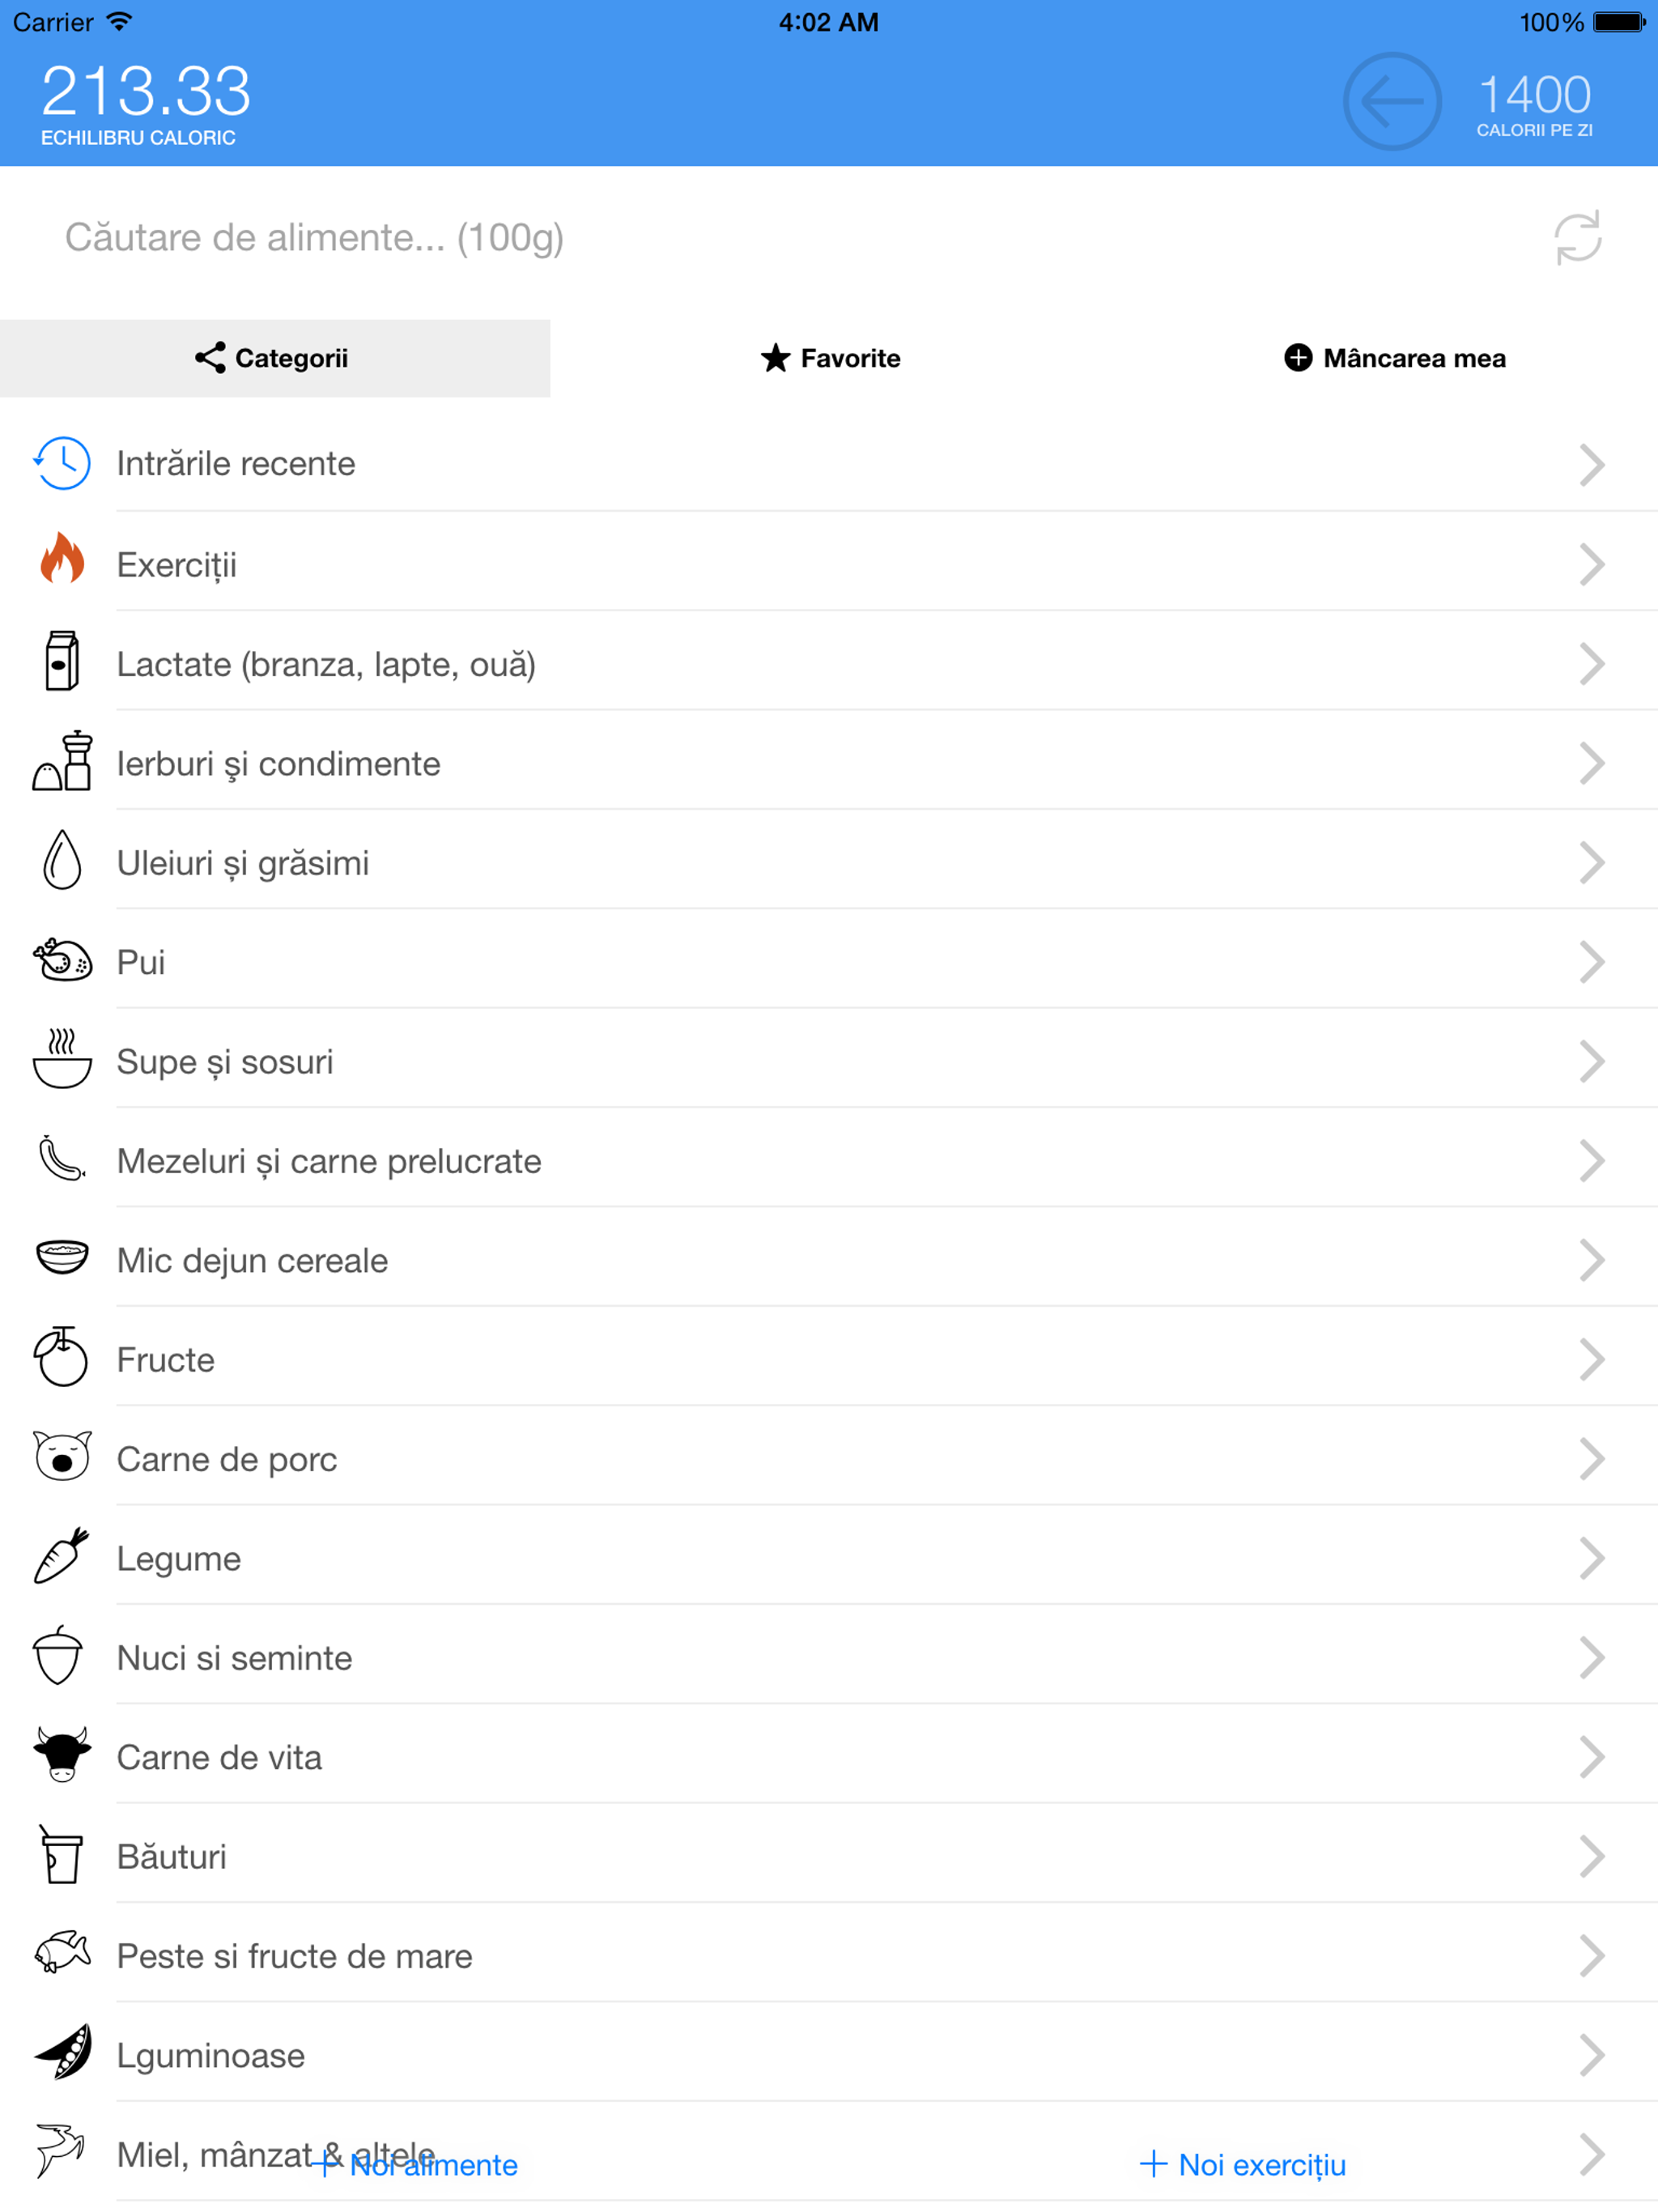 Carrier 4:02 AM 100%
213.33
ECHILIBRU CALORIC
1400
CALORII PE ZI
Căutare de alimente... (100g)
Categorii Favorite Mâncarea mea
Intrările recente
Exerciții
Lactate (branza, lapte, ouă)
Ierburi şi condimente
Uleiuri și grăsimi
Pui
Supe și sosuri
Mezeluri și carne prelucrate
Mic dejun cereale
Fructe
Carne de porc
Legume
Nuci si seminte
Carne de vita
Băuturi
Peste si fructe de mare
Lguminoase
Miel, mânzat & altele
+ Noi alimente + Noi exercițiu